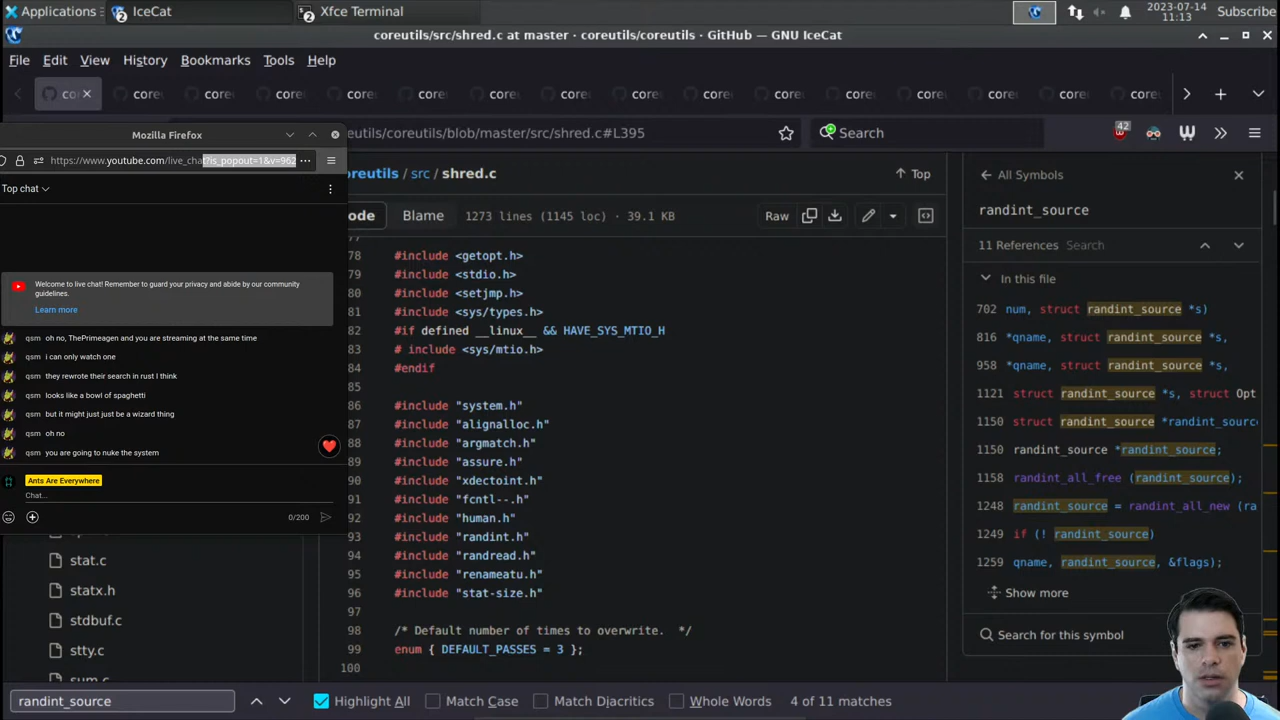 Applications
2 IceCat
2 Xfce Terminal
2023-07-14
11:13
Subscribe
coreutils/src/shred.c at master · coreutils/coreutils · GitHub — GNU IceCat
File Edit View History Bookmarks Tools Help
eutils/coreutils/blob/master/src/shred.c#L395
Search
42
Mozilla Firefox
https://www.youtube.com/live_chat?is_popout=1&v=962
Top chat
Welcome to live chat! Remember to guard your privacy and abide by our community
guidelines.
Learn more
qsm oh no, ThePrimeagen and you are streaming at the same time
qsm i can only watch one
qsm they rewrote their search in rust I think
qsm looks like a bowl of spaghetti
qsm but it might just just be a wizard thing
qsm oh no
qsm you are going to nuke the system
Ants Are Everywhere
Chat...
0/200
stat.c
statx.h
stdbuf.c
stty.c
sum.c
oreutils / src / shred.c
Top
ode Blame 1273 lines (1145 loc) · 39.1 KB
Raw
78 #include <getopt.h>
79 #include <stdio.h>
80 #include <setjmp.h>
81 #include <sys/types.h>
82 #if defined __linux__ && HAVE_SYS_MTIO_H
83 # include <sys/mtio.h>
84 #endif
85
86 #include "system.h"
87 #include "alignalloc.h"
88 #include "argmatch.h"
89 #include "assure.h"
90 #include "xdectoint.h"
91 #include "fcntl--.h"
92 #include "human.h"
93 #include "randint.h"
94 #include "randread.h"
95 #include "renameatu.h"
96 #include "stat-size.h"
97
98 /* Default number of times to overwrite. */
99 enum { DEFAULT_PASSES = 3 };
100
All Symbols
randint_source
11 References Search
In this file
702 num, struct randint_source *s)
816 *qname, struct randint_source *s,
958 *qname, struct randint_source *s,
1121 struct randint_source *s, struct Opt
1150 struct randint_source *randint_sourc
1150 randint_source *randint_source;
1158 randint_all_free (randint_source);
1248 randint_source = randint_all_new (ra
1249 if (! randint_source)
1259 qname, randint_source, &flags);
Show more
Search for this symbol
randint_source
Highlight All Match Case Match Diacritics Whole Words 4 of 11 matches